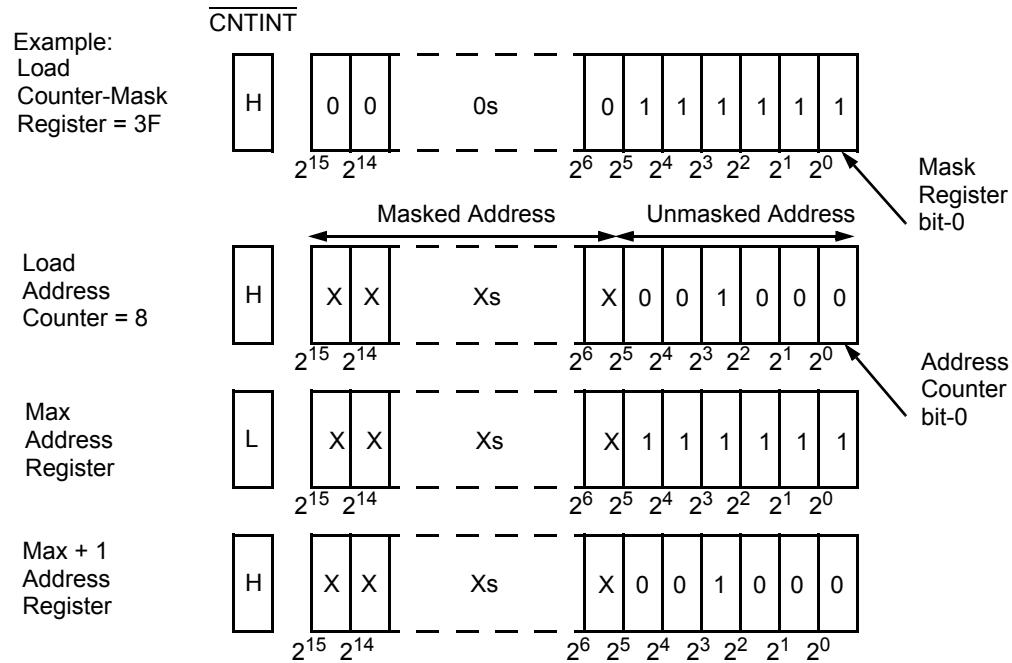 CNTINT
Example:
Load
Counter-Mask
Register = 3F
H 0 0 0s 0 1 1 1 1 1 1
2^15 2^14 2^6 2^5 2^4 2^3 2^2 2^1 2^0
Mask
Register
bit-0
Masked Address Unmasked Address
Load
Address
Counter = 8
H X X Xs X 0 0 1 0 0 0
2^15 2^14 2^6 2^5 2^4 2^3 2^2 2^1 2^0
Address
Counter
bit-0
Max
Address
Register
L X X Xs X 1 1 1 1 1 1
2^15 2^14 2^6 2^5 2^4 2^3 2^2 2^1 2^0
Max + 1
Address
Register
H X X Xs X 0 0 1 0 0 0
2^15 2^14 2^6 2^5 2^4 2^3 2^2 2^1 2^0